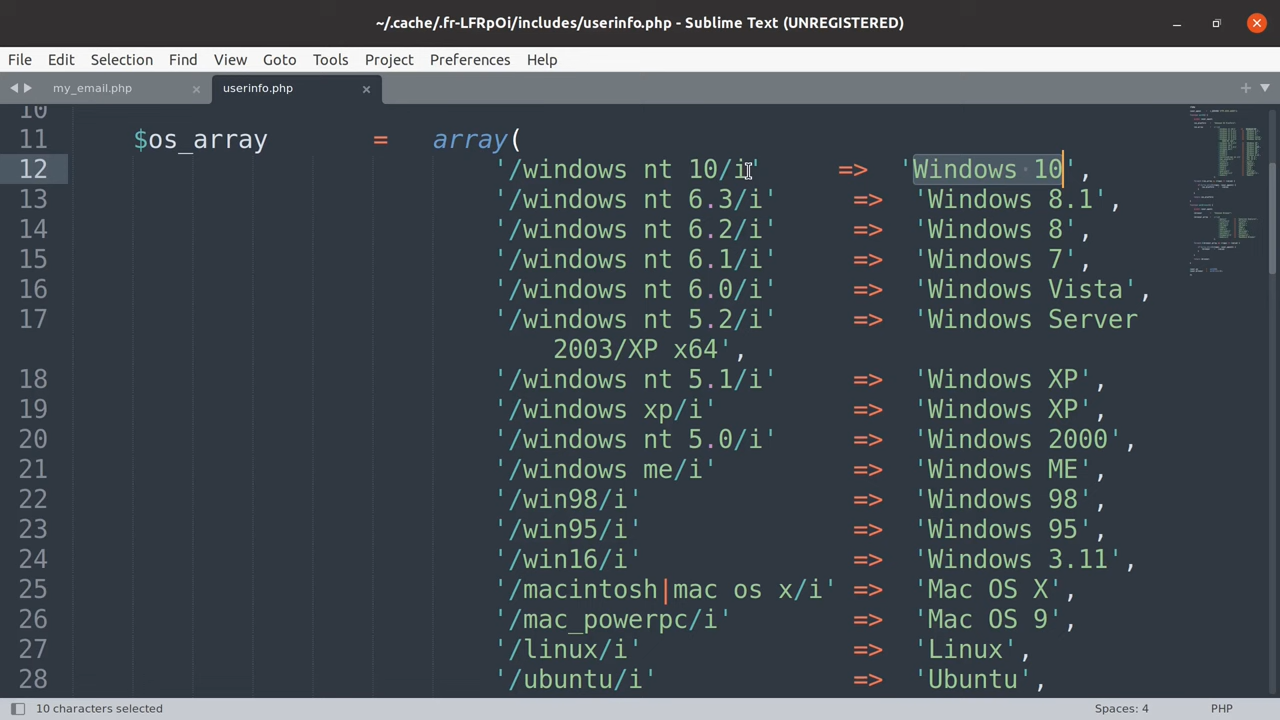 ~/.cache/.fr-LFRpOi/includes/userinfo.php - Sublime Text (UNREGISTERED)
File Edit Selection Find View Goto Tools Project Preferences Help
my_email.php userinfo.php
10
11 $os_array = array(
12 '/windows nt 10/i' => 'Windows 10',
13 '/windows nt 6.3/i' => 'Windows 8.1',
14 '/windows nt 6.2/i' => 'Windows 8',
15 '/windows nt 6.1/i' => 'Windows 7',
16 '/windows nt 6.0/i' => 'Windows Vista',
17 '/windows nt 5.2/i' => 'Windows Server
2003/XP x64',
18 '/windows nt 5.1/i' => 'Windows XP',
19 '/windows xp/i' => 'Windows XP',
20 '/windows nt 5.0/i' => 'Windows 2000',
21 '/windows me/i' => 'Windows ME',
22 '/win98/i' => 'Windows 98',
23 '/win95/i' => 'Windows 95',
24 '/win16/i' => 'Windows 3.11',
25 '/macintosh|mac os x/i' => 'Mac OS X',
26 '/mac_powerpc/i' => 'Mac OS 9',
27 '/linux/i' => 'Linux',
28 '/ubuntu/i' => 'Ubuntu',
10 characters selected Spaces: 4 PHP